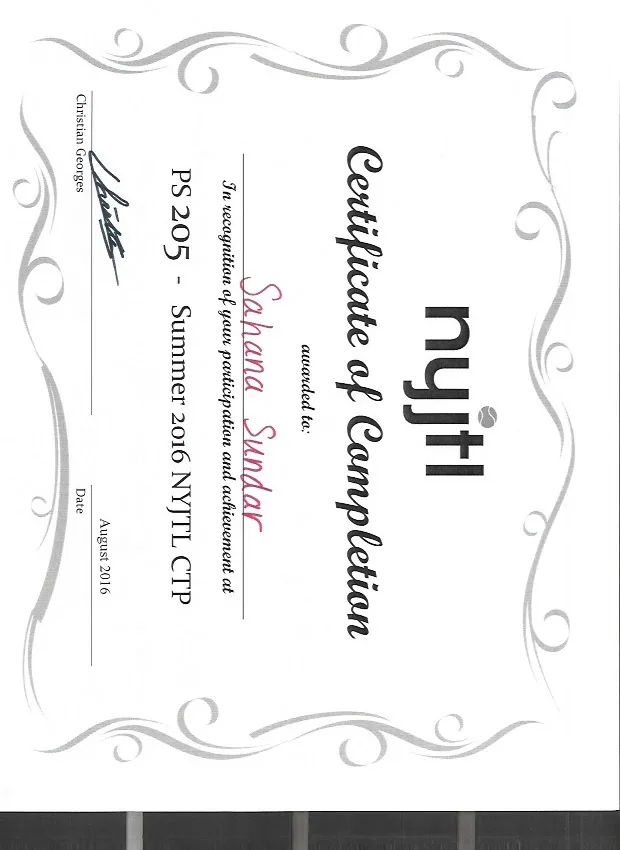 nyjtl
Certificate of Completion
awarded to:
Sahana Sundar
In recognition of your participation and achievement at
PS 205 - Summer 2016 NYJTL CTP
August 2016
Christian Georges
Date